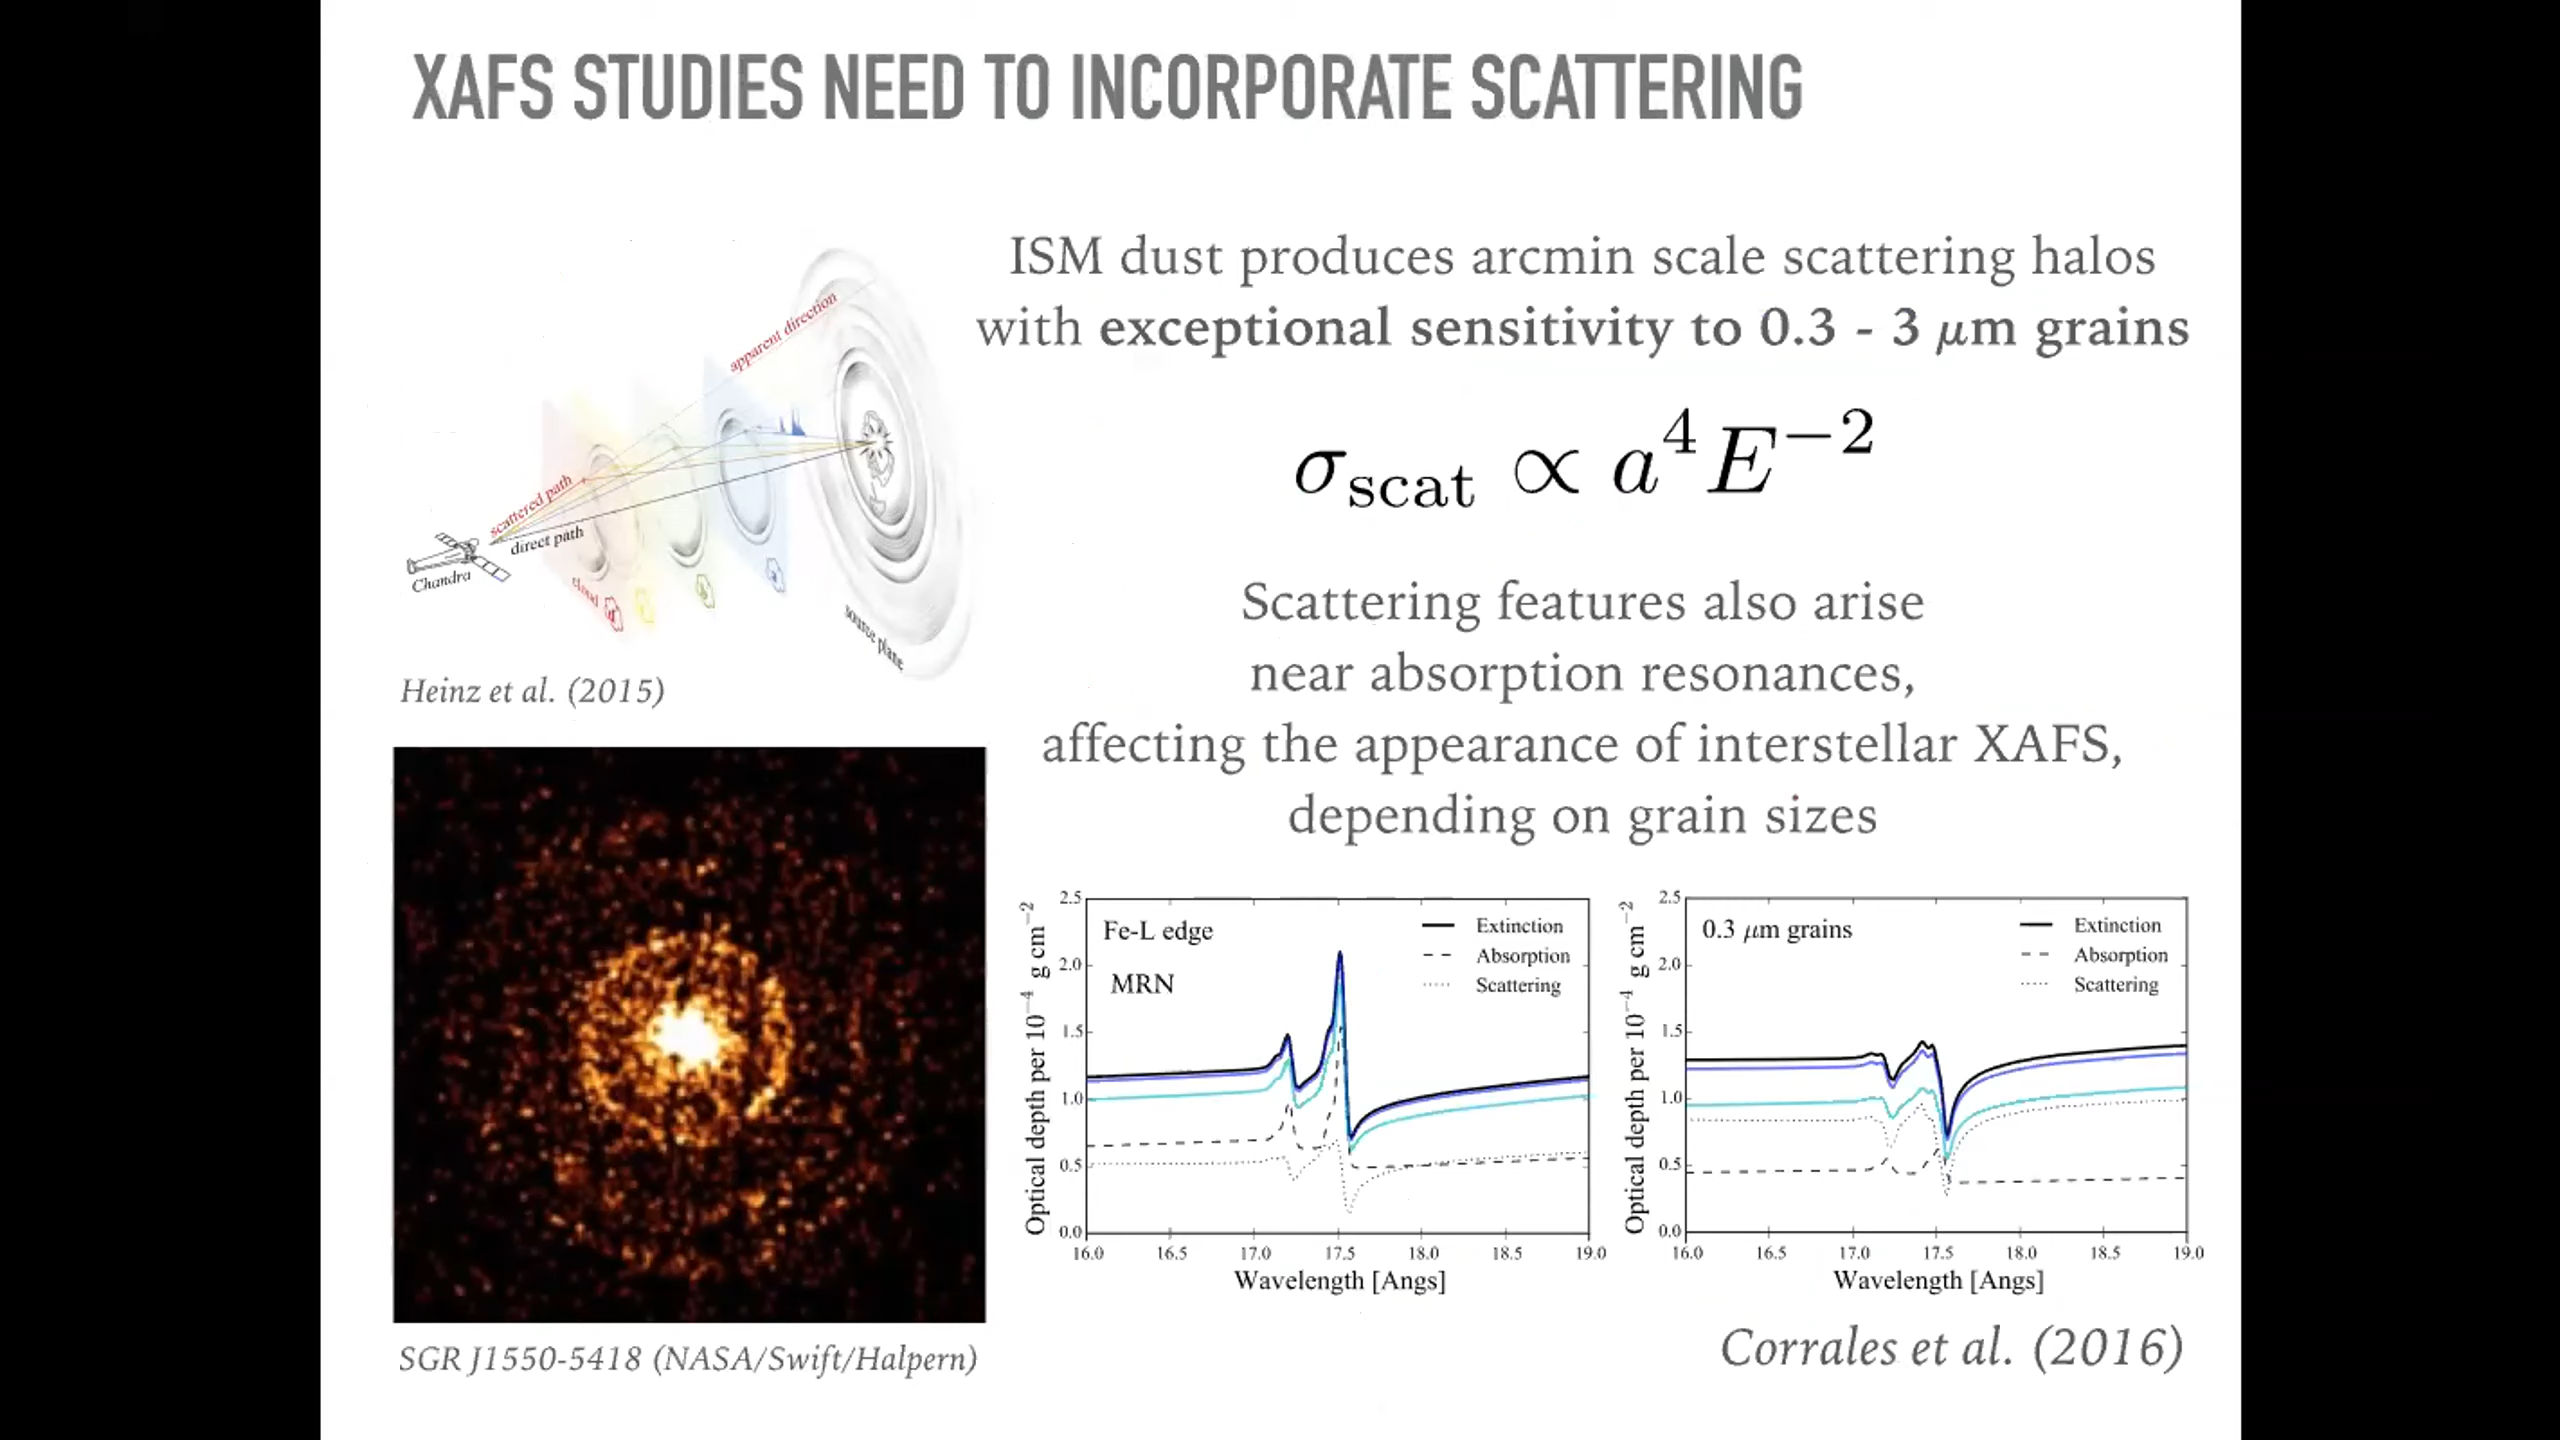 XAFS STUDIES NEED TO INCORPORATE SCATTERING
ISM dust produces arcmin scale scattering halos
with exceptional sensitivity to 0.3 - 3 μm grains
σscat ∝ a⁴E⁻²
Scattering features also arise
near absorption resonances,
affecting the appearance of interstellar XAFS,
depending on grain sizes
apparent direction
scattered path
direct path
Chandra
cloud
source plane
Heinz et al. (2015)
SGR J1550-5418 (NASA/Swift/Halpern)
Optical depth per 10⁻⁴ g cm⁻²
2.5
2.0
1.5
1.0
0.5
0.0
Fe-L edge
MRN
Extinction
Absorption
Scattering
16.0 16.5 17.0 17.5 18.0 18.5 19.0
Wavelength [Angs]
Optical depth per 10⁻⁴ g cm⁻²
2.5
2.0
1.5
1.0
0.5
0.0
0.3 μm grains
Extinction
Absorption
Scattering
16.0 16.5 17.0 17.5 18.0 18.5 19.0
Wavelength [Angs]
Corrales et al. (2016)